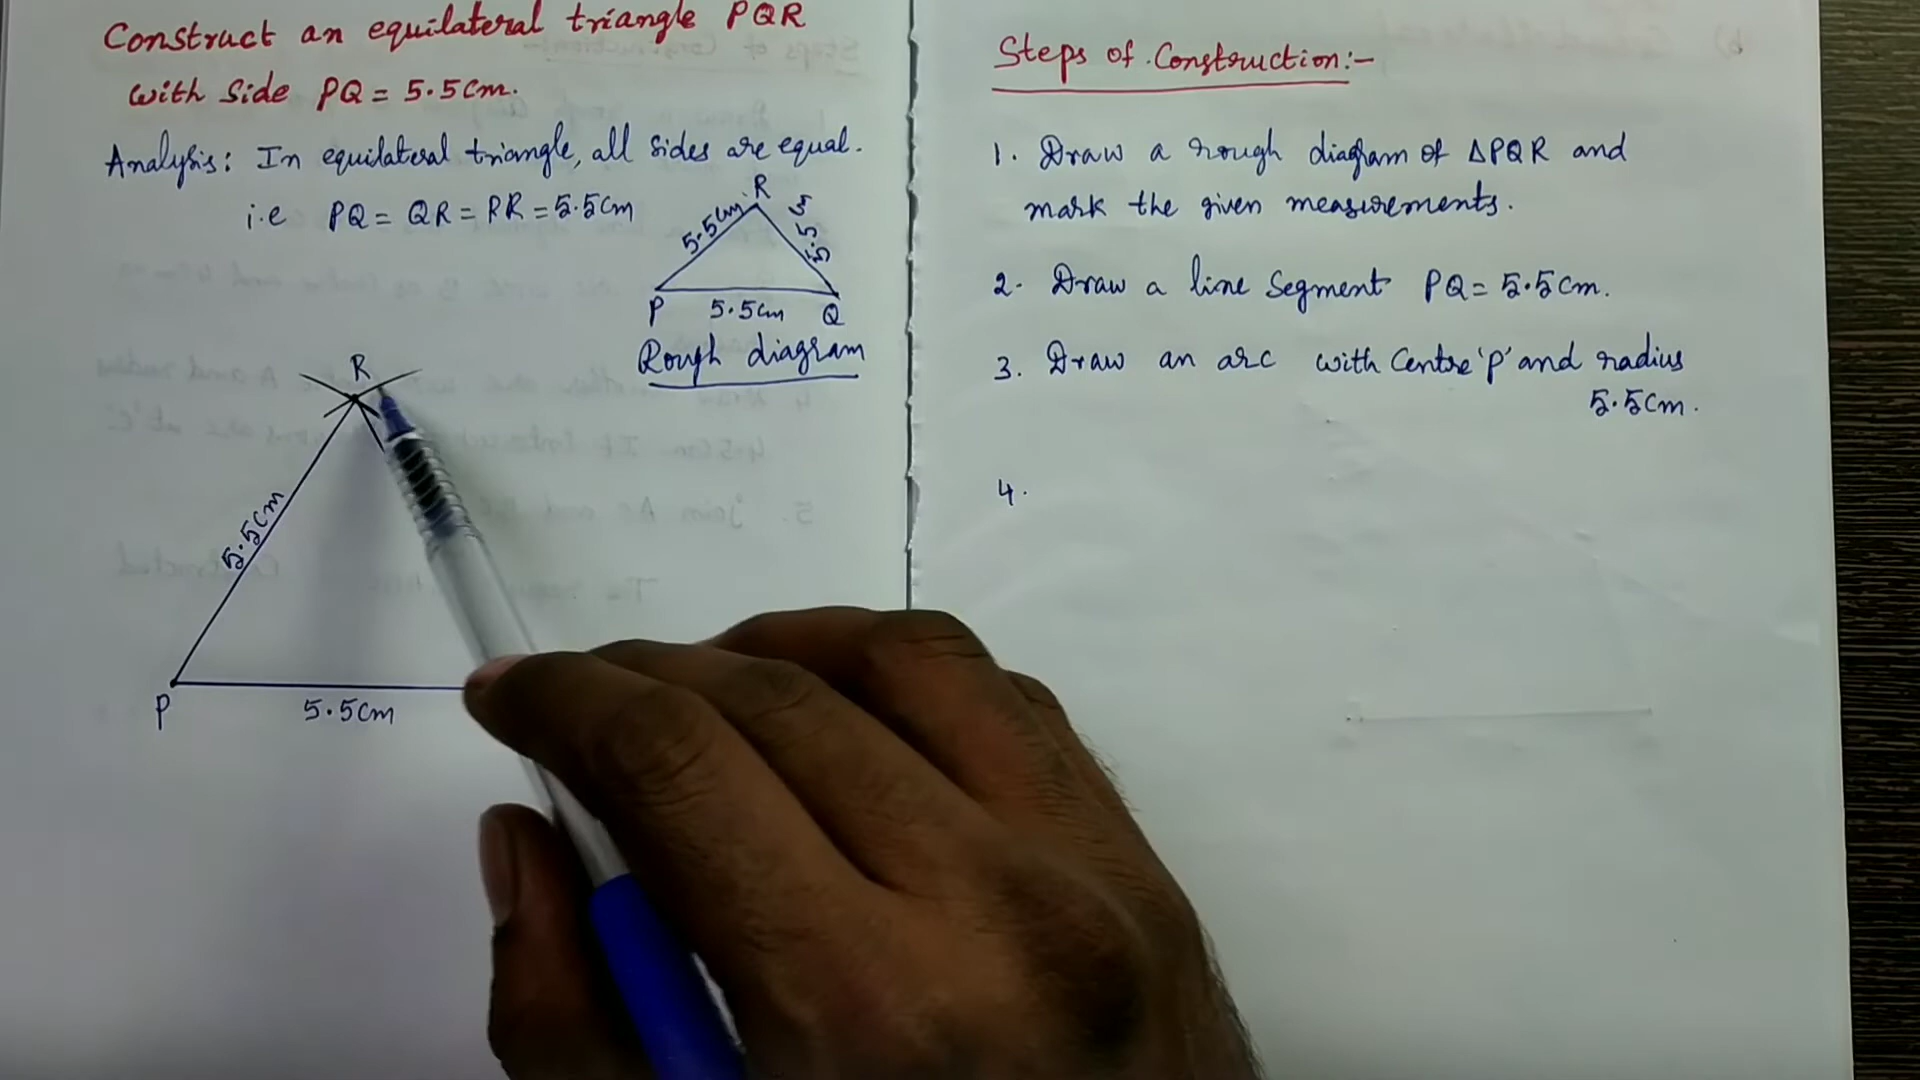 Construct an equilateral triangle PQR
with Side PQ = 5.5cm.
Analysis: In equilateral triangle, all sides are equal.
i.e PQ = QR = PR = 5.5cm
R
5.5cm
5.5
P 5.5cm Q
Rough diagram
R
5.5cm
P
5.5cm
Steps of Construction:-
1. Draw a rough diagram of ΔPQR and
mark the given measurements.
2. Draw a line Segment PQ = 5.5cm.
3. Draw an arc with Centre 'P' and radius
5.5cm.
4.